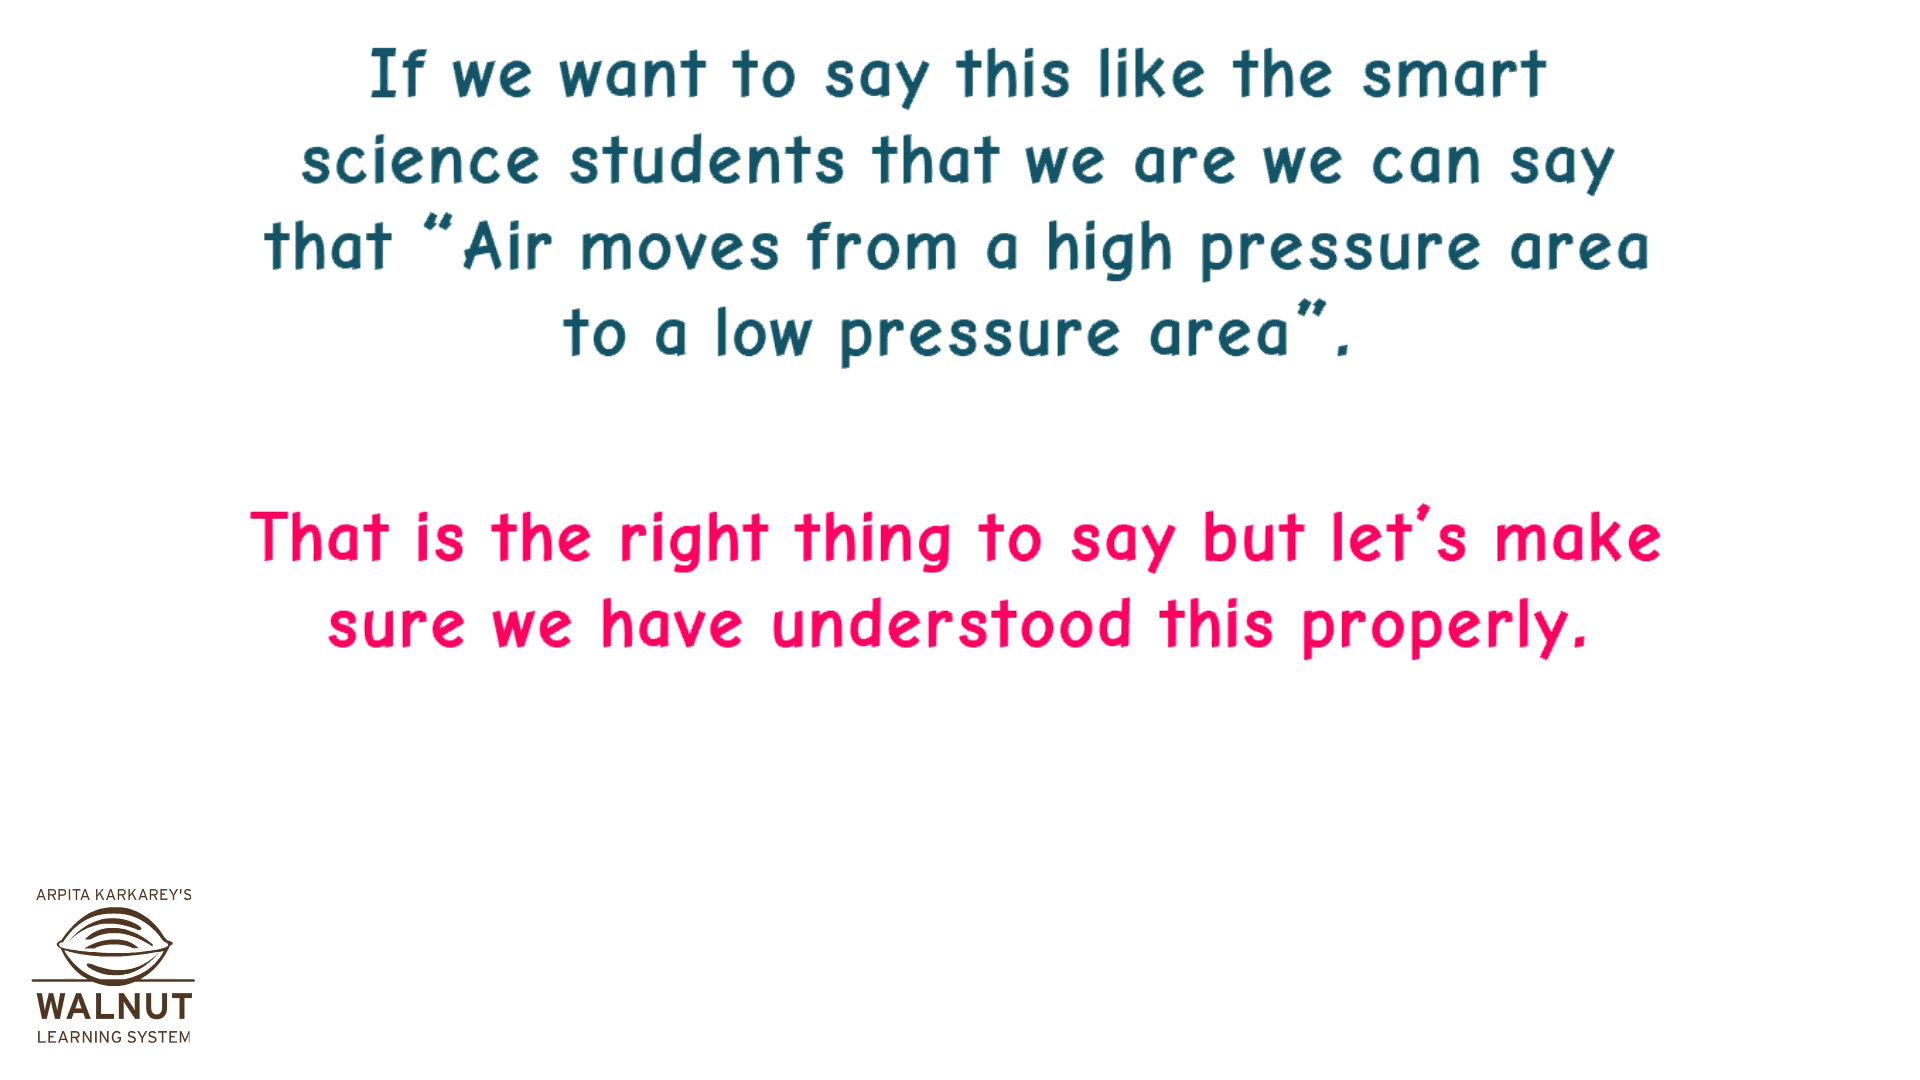 If we want to say this like the smart
science students that we are we can say
that “Air moves from a high pressure area
to a low pressure area”.
That is the right thing to say but let’s make
sure we have understood this properly.
ARPITA KARKAREY'S
WALNUT
LEARNING SYSTEM